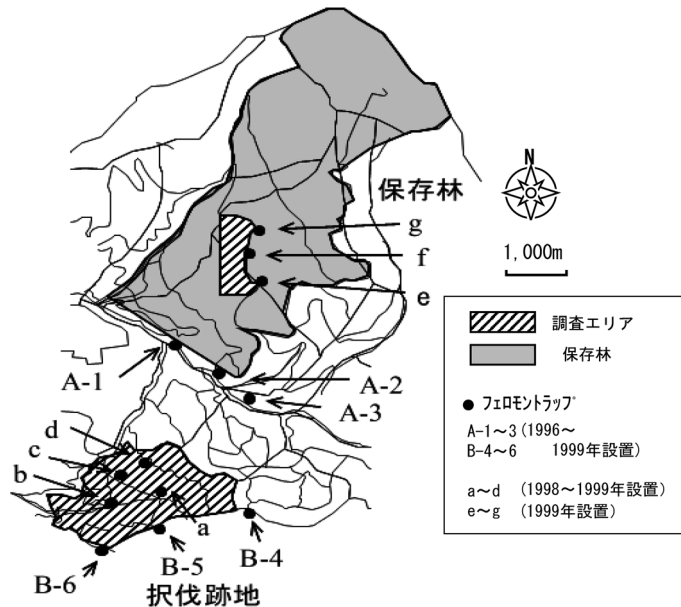 N
保存林
g
f
1,000m
e
調査エリア
保存林
A-1
A-2
A-3
● フェロモントラップ
A-1～3 (1996～
B-4～6 1999年設置)
d
c
b
a
a～d (1998～1999年設置)
e～g (1999年設置)
B-4
B-5
B-6
択伐跡地